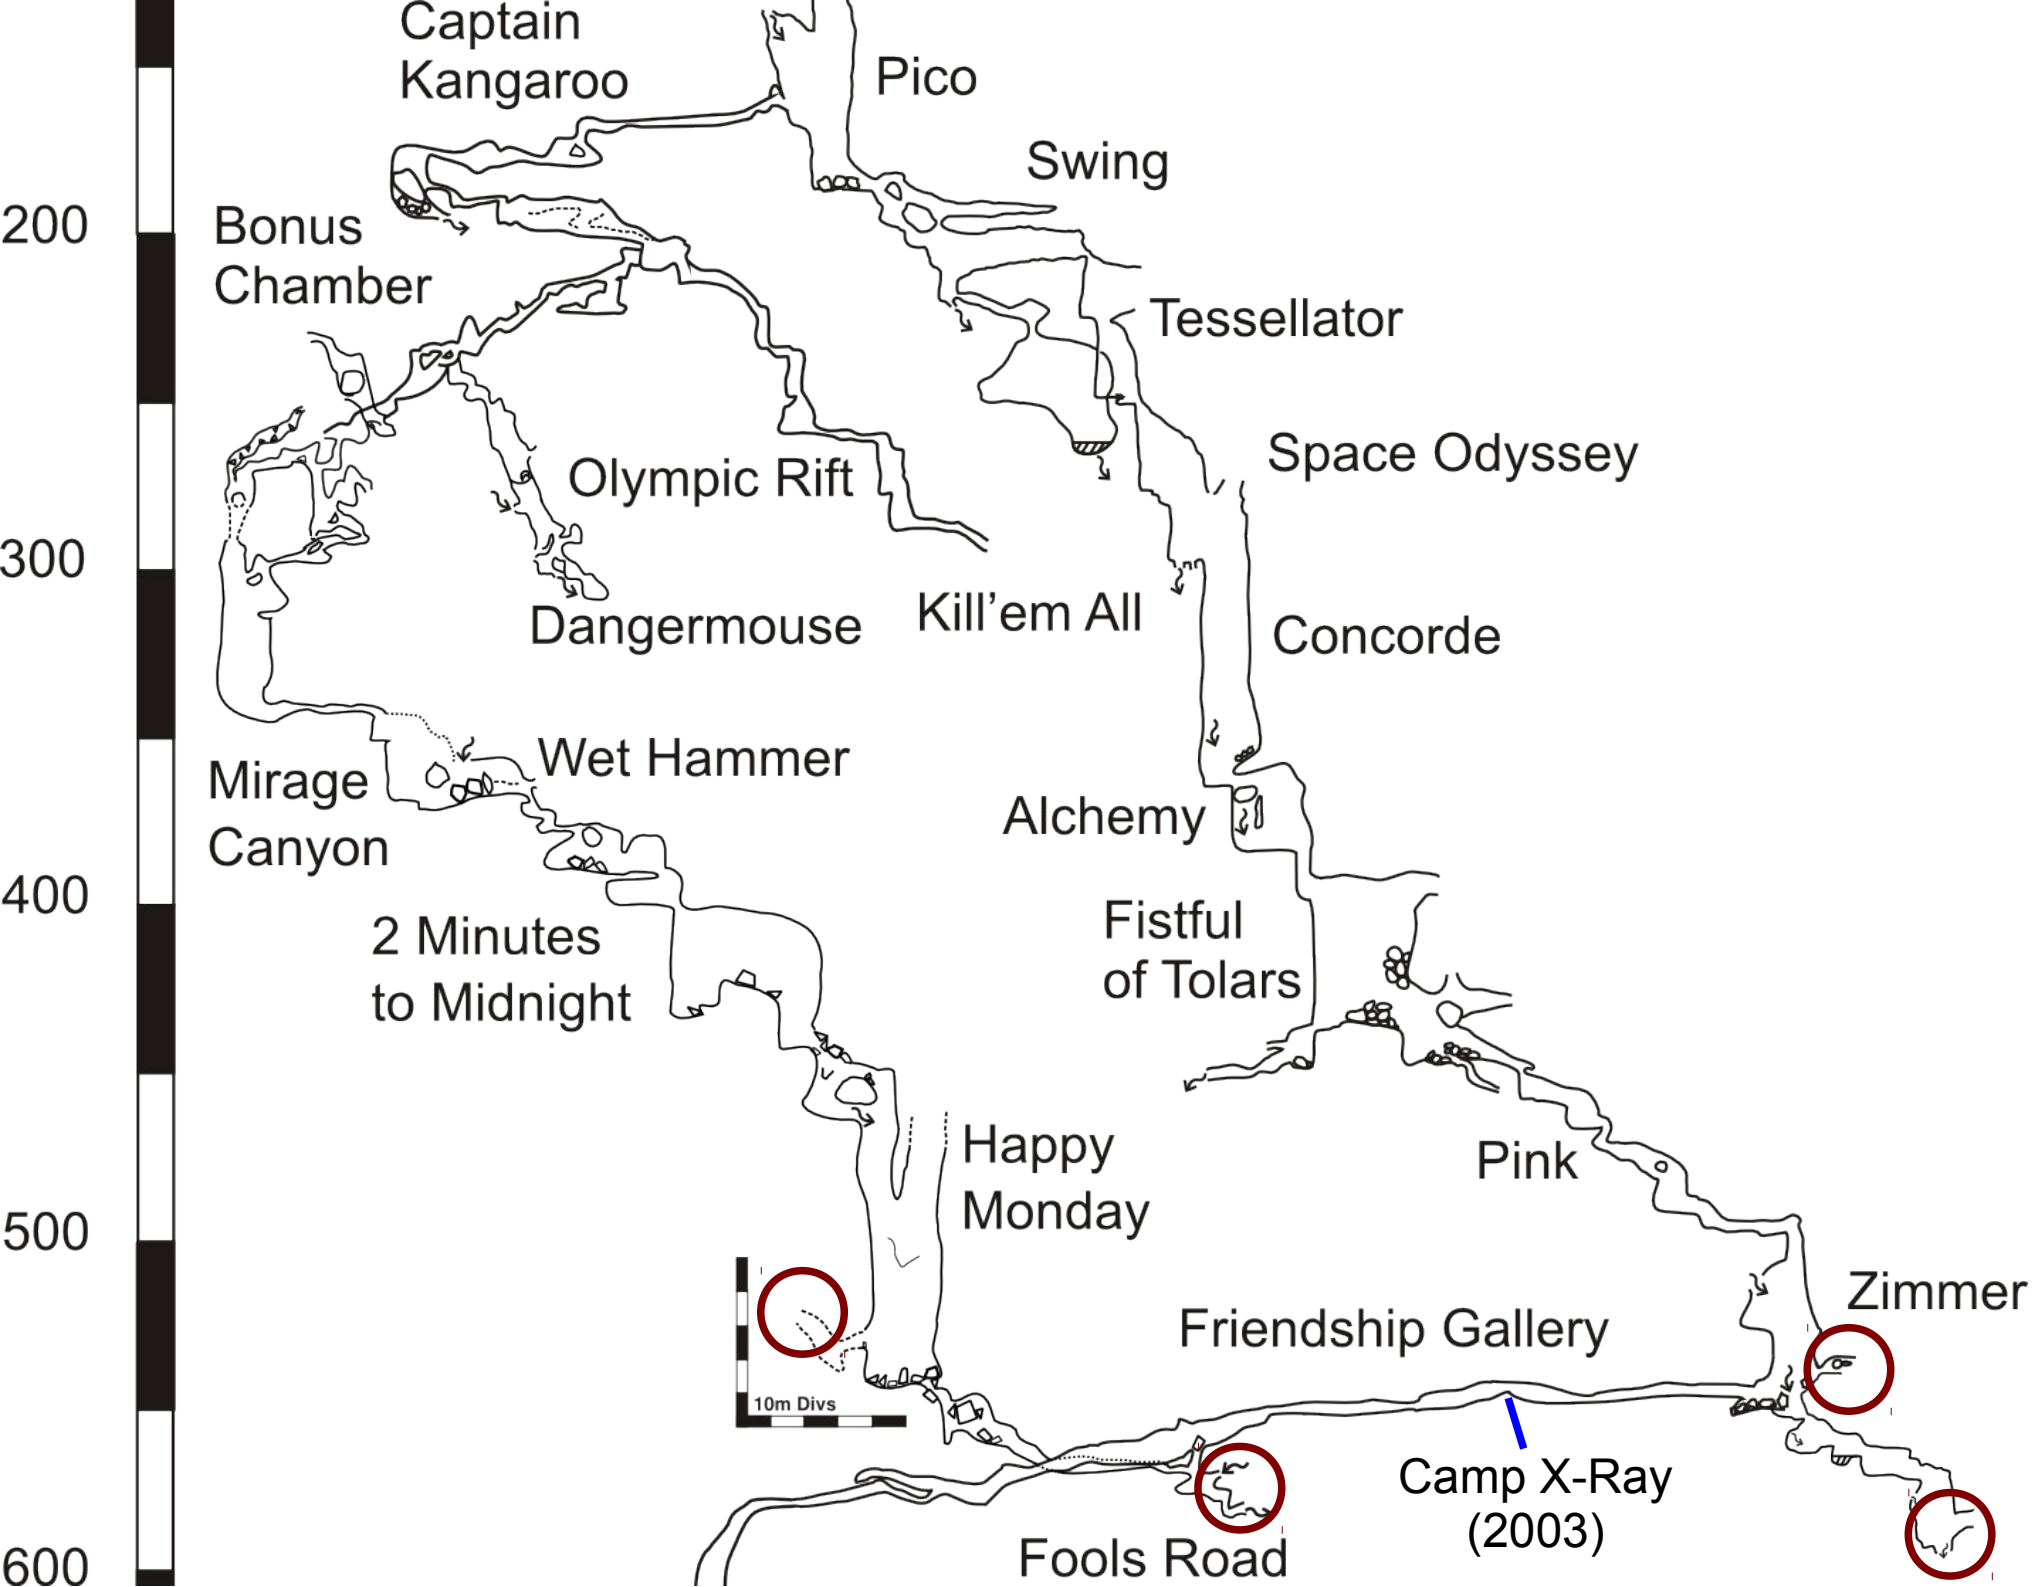 Captain
Kangaroo
Pico
Swing
200
Bonus
Chamber
Tessellator
Space Odyssey
Olympic Rift
300
Dangermouse
Kill'em All
Concorde
Mirage
Canyon
Wet Hammer
Alchemy
400
2 Minutes
to Midnight
Fistful
of Tolars
Happy
Monday
Pink
500
Zimmer
Friendship Gallery
10m Divs
Camp X-Ray
(2003)
Fools Road
600